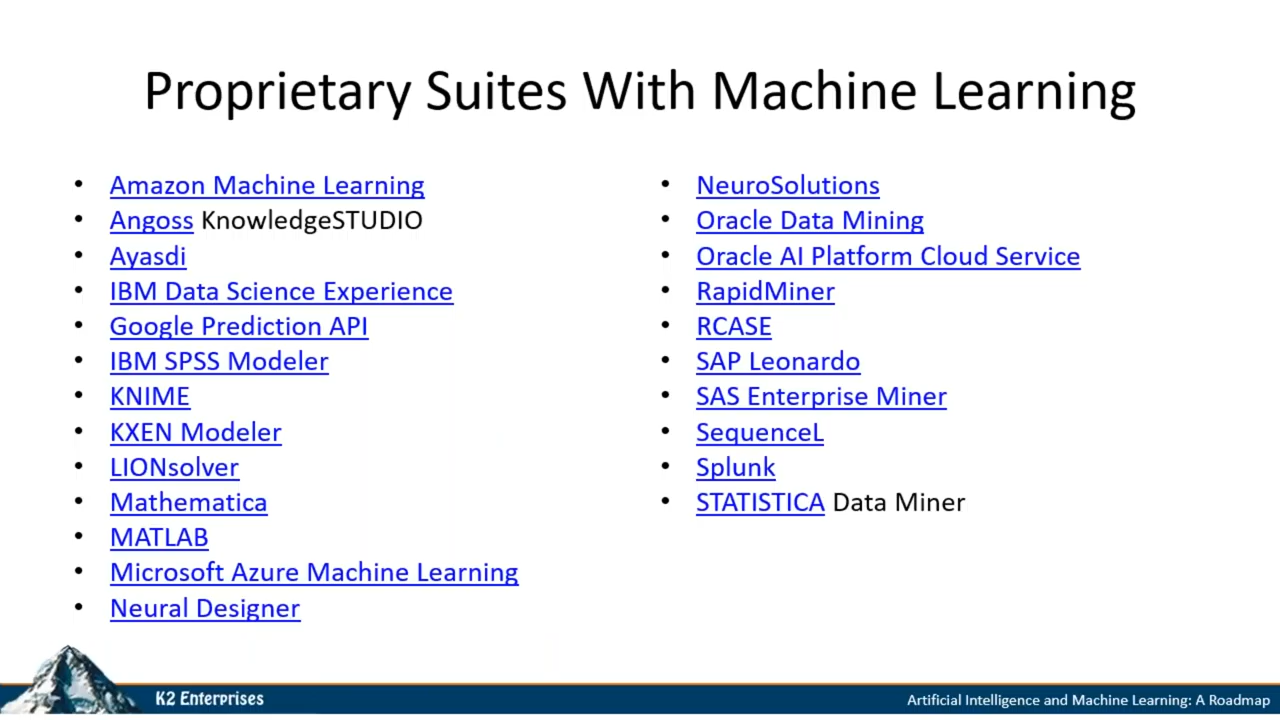 Proprietary Suites With Machine Learning
• Amazon Machine Learning
• Angoss KnowledgeSTUDIO
• Ayasdi
• IBM Data Science Experience
• Google Prediction API
• IBM SPSS Modeler
• KNIME
• KXEN Modeler
• LIONsolver
• Mathematica
• MATLAB
• Microsoft Azure Machine Learning
• Neural Designer
• NeuroSolutions
• Oracle Data Mining
• Oracle AI Platform Cloud Service
• RapidMiner
• RCASE
• SAP Leonardo
• SAS Enterprise Miner
• SequenceL
• Splunk
• STATISTICA Data Miner
K2 Enterprises
Artificial Intelligence and Machine Learning: A Roadmap